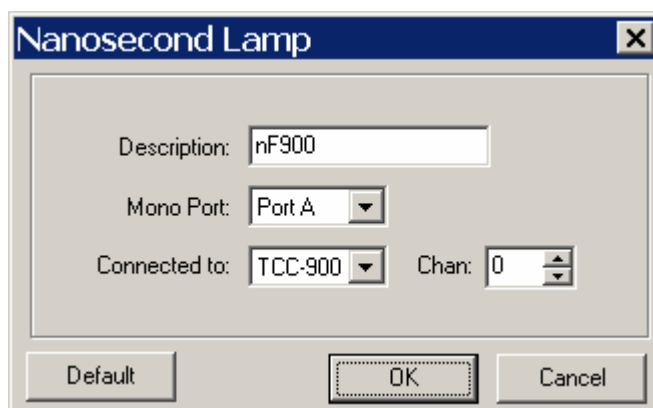 Nanosecond Lamp
Description: nF900
Mono Port: Port A
Connected to: TCC-900 Chan: 0
Default OK Cancel